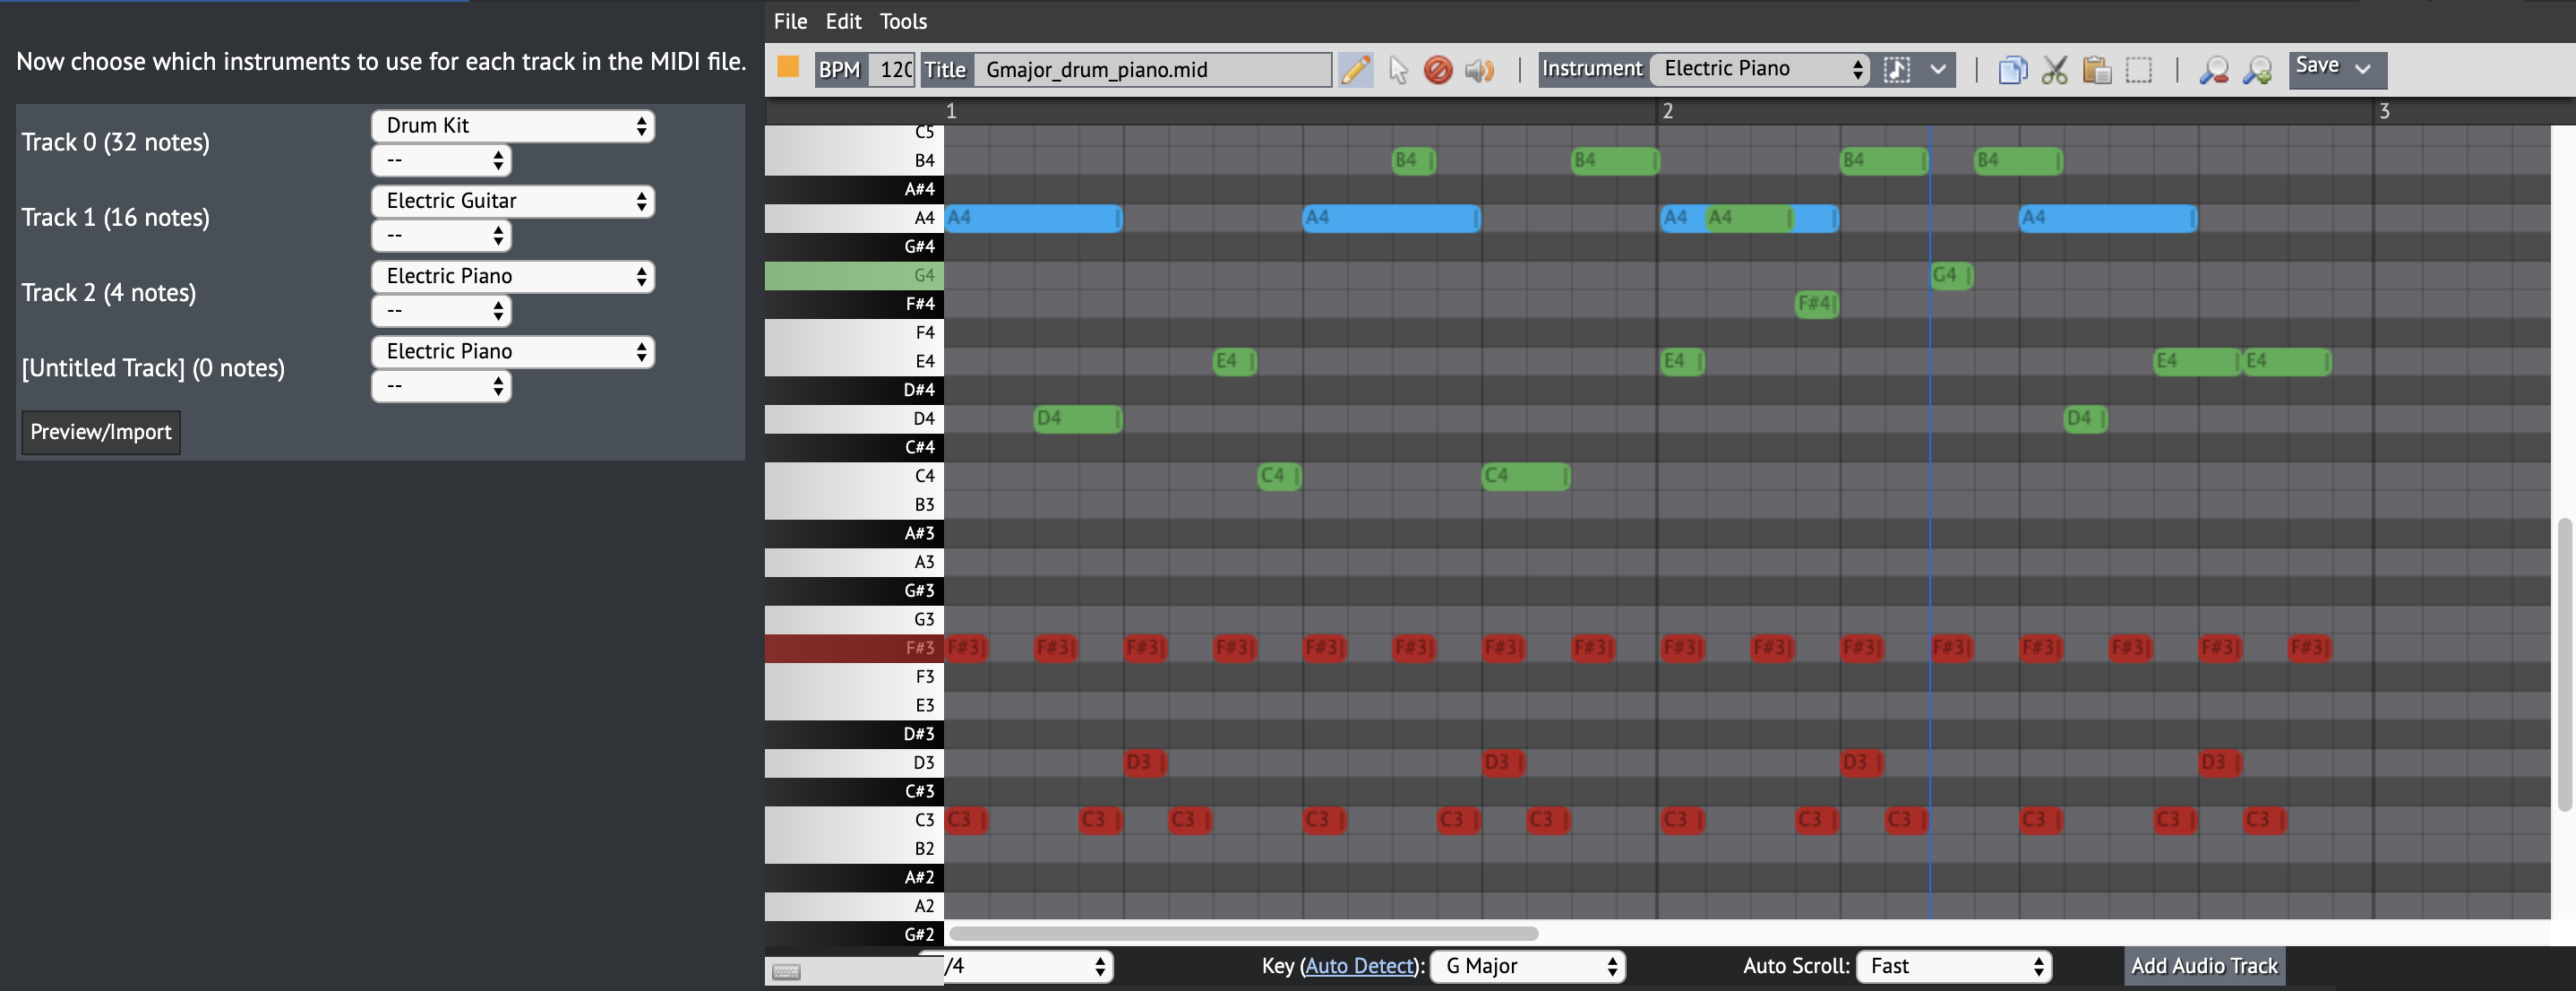 Now choose which instruments to use for each track in the MIDI file.
Track 0 (32 notes)
Drum Kit
--
Track 1 (16 notes)
Electric Guitar
--
Track 2 (4 notes)
Electric Piano
--
[Untitled Track] (0 notes)
Electric Piano
--
Preview/Import
File Edit Tools
BPM 120 Title Gmajor_drum_piano.mid Instrument Electric Piano Save
1 2 3
C5
B4 B4 B4 B4 B4
A#4
A4 A4 A4 A4 A4 A4
G#4
G4 G4
F#4 F#4
F4
E4 E4 E4 E4 E4
D#4
D4 D4 D4
C#4
C4 C4 C4
B3
A#3
A3
G#3
G3
F#3 F#3 F#3 F#3 F#3 F#3 F#3 F#3 F#3 F#3 F#3 F#3 F#3 F#3 F#3 F#3 F#3
F3
E3
D#3
D3 D3 D3 D3 D3
C#3
C3 C3 C3 C3 C3 C3 C3 C3 C3 C3 C3 C3 C3
B2
A#2
A2
G#2
/4 Key (Auto Detect): G Major Auto Scroll: Fast Add Audio Track